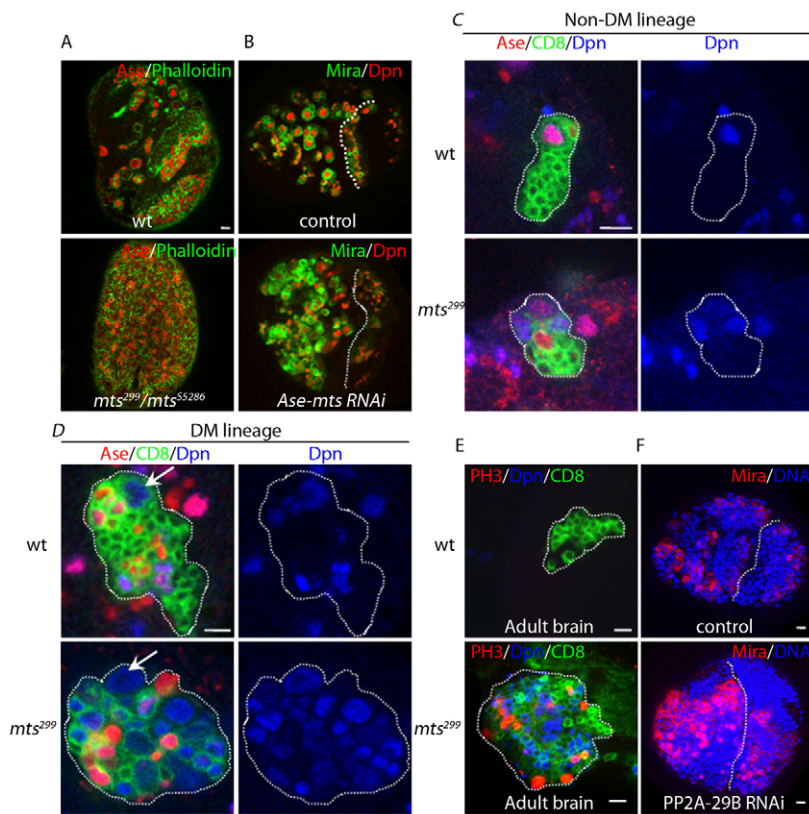 A
Ase/Phalloidin
wt
Ase/Phalloidin
mts299/mtsS5286
B
Mira/Dpn
control
Mira/Dpn
Ase-mts RNAi
C
Non-DM lineage
Ase/CD8/Dpn
Dpn
wt
mts299
D
DM lineage
Ase/CD8/Dpn
Dpn
wt
mts299
E
PH3/Dpn/CD8
wt
Adult brain
PH3/Dpn/CD8
mts299
Adult brain
F
Mira/DNA
control
Mira/DNA
PP2A-29B RNAi